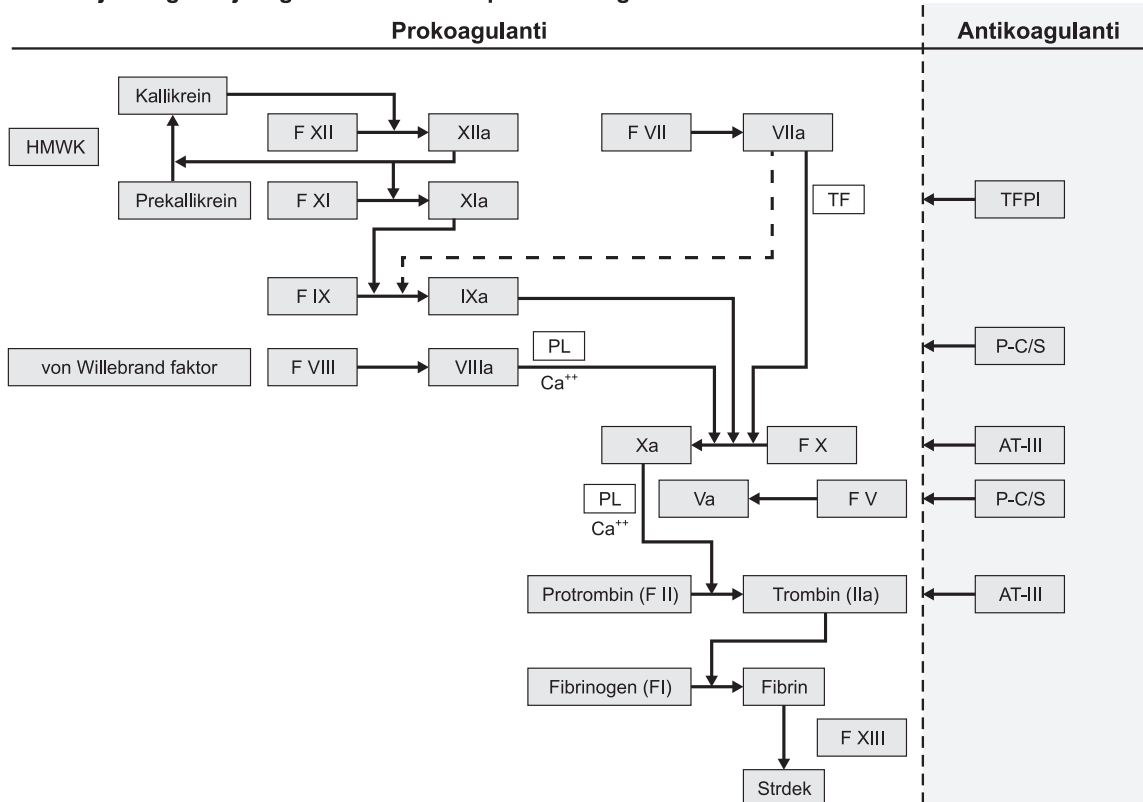 Prokoagulanti
Antikoagulanti
Kallikrein
HMWK
F XII
XIIa
F VII
VIIa
Prekallikrein
F XI
XIa
TF
TFPI
F IX
IXa
von Willebrand faktor
F VIII
VIIIa
PL
Ca++
P-C/S
Xa
F X
AT-III
PL
Ca++
Va
F V
P-C/S
Protrombin (F II)
Trombin (IIa)
AT-III
Fibrinogen (FI)
Fibrin
F XIII
Strdek